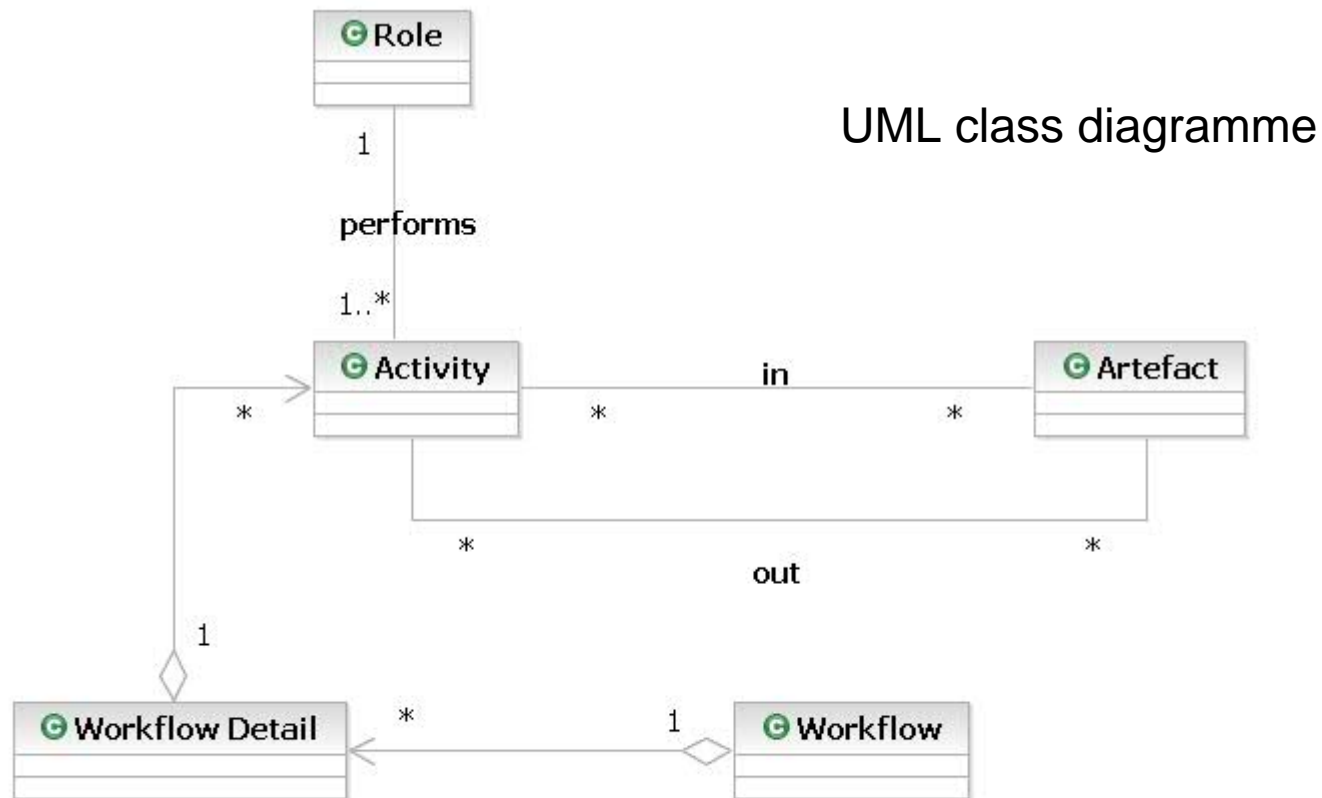 Role
UML class diagramme
1
performs
1..*
Activity
in
Artefact
*
*
*
*
*
out
1
Workflow Detail
*
1
Workflow